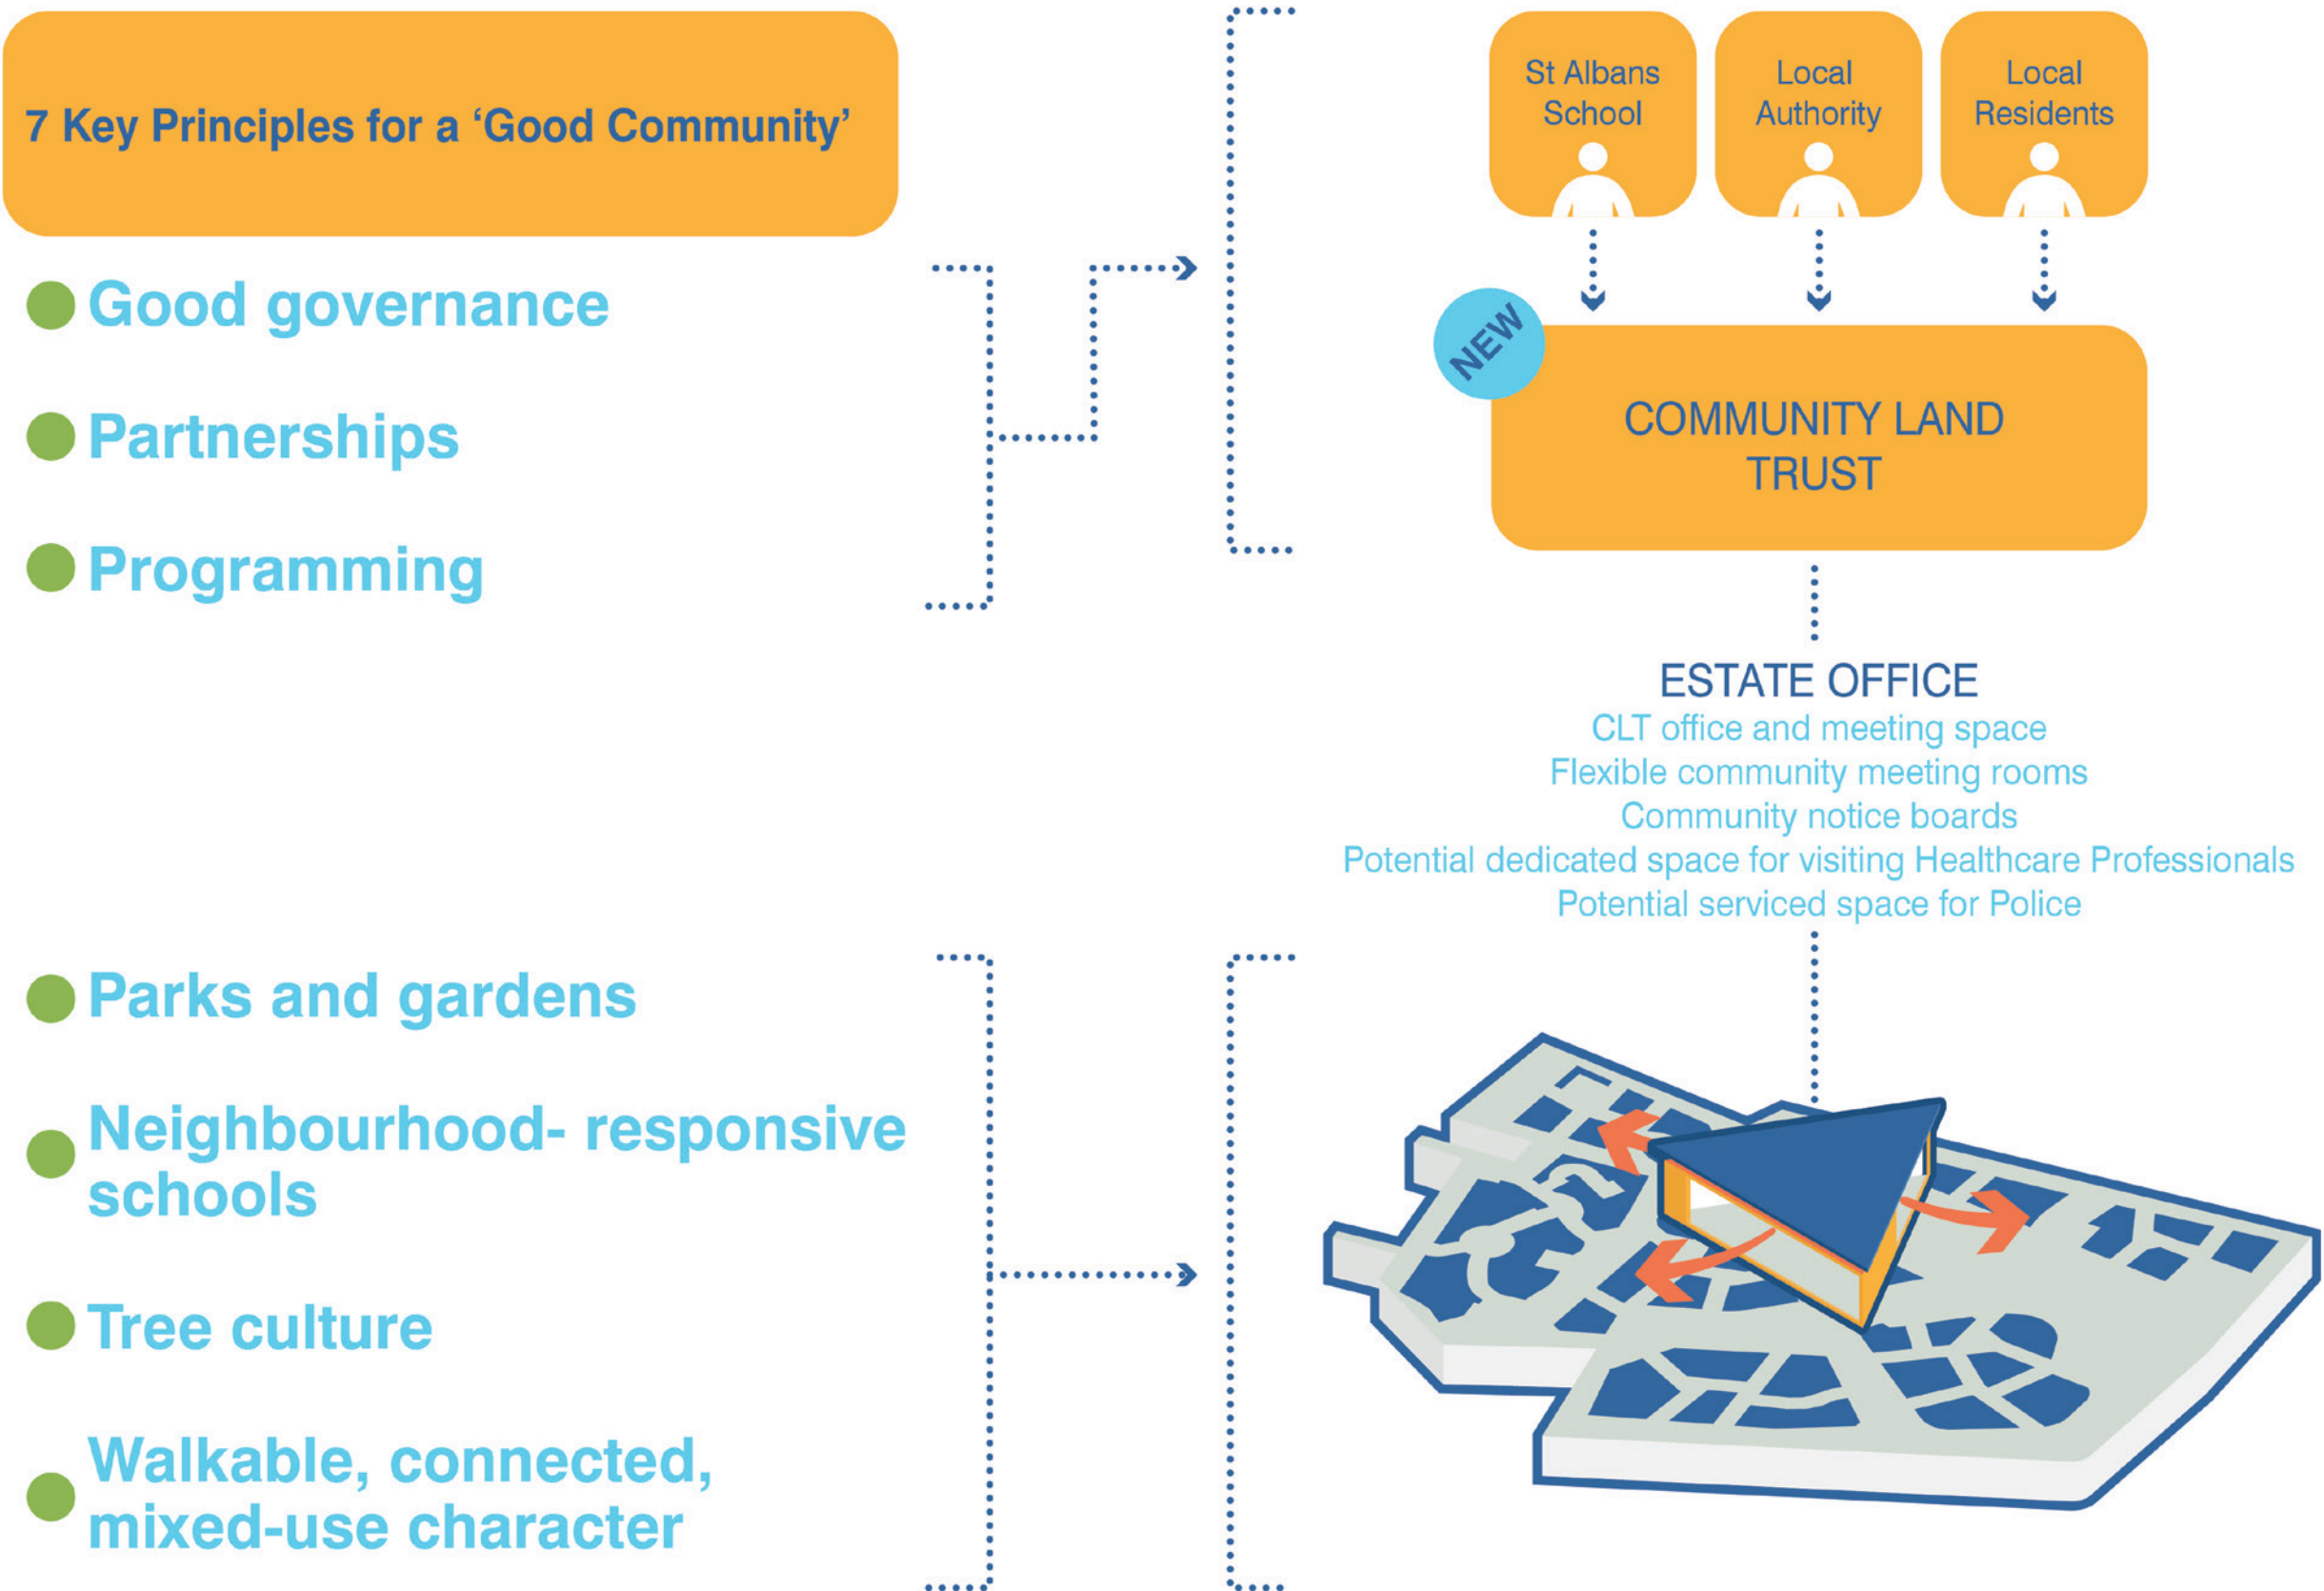 7 Key Principles for a ‘Good Community’
Good governance
Partnerships
Programming
Parks and gardens
Neighbourhood- responsive
schools
Tree culture
Walkable, connected,
mixed-use character
St Albans
School
Local
Authority
Local
Residents
NEW
COMMUNITY LAND
TRUST
ESTATE OFFICE
CLT office and meeting space
Flexible community meeting rooms
Community notice boards
Potential dedicated space for visiting Healthcare Professionals
Potential serviced space for Police